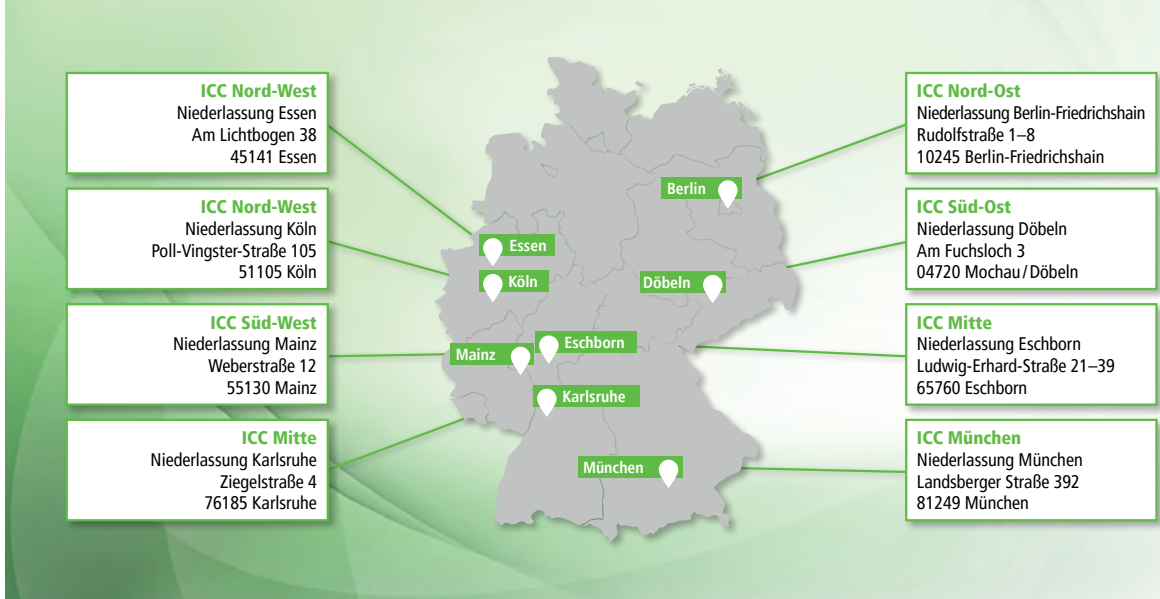 ICC Nord-West
Niederlassung Essen
Am Lichtbogen 38
45141 Essen
ICC Nord-West
Niederlassung Köln
Poll-Vingster-Straße 105
51105 Köln
ICC Süd-West
Niederlassung Mainz
Weberstraße 12
55130 Mainz
ICC Mitte
Niederlassung Karlsruhe
Ziegelstraße 4
76185 Karlsruhe
Berlin
Essen
Köln
Döbeln
Eschborn
Mainz
Karlsruhe
München
ICC Nord-Ost
Niederlassung Berlin-Friedrichshain
Rudolfstraße 1–8
10245 Berlin-Friedrichshain
ICC Süd-Ost
Niederlassung Döbeln
Am Fuchsloch 3
04720 Mochau/Döbeln
ICC Mitte
Niederlassung Eschborn
Ludwig-Erhard-Straße 21–39
65760 Eschborn
ICC München
Niederlassung München
Landsberger Straße 392
81249 München